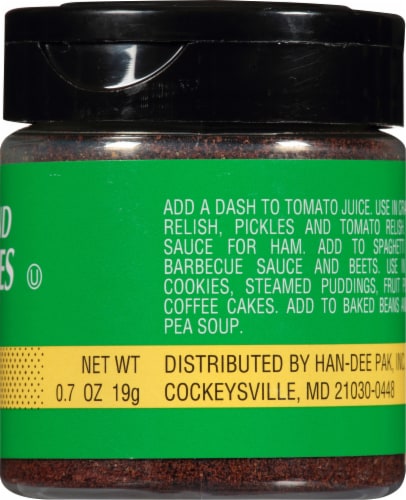 ADD A DASH TO TOMATO JUICE. USE IN
RELISH, PICKLES AND TOMATO RELISH
SAUCE FOR HAM. ADD TO SPAGHETTI
BARBECUE SAUCE AND BEETS. USE IN
COOKIES, STEAMED PUDDINGS, FRUIT
COFFEE CAKES. ADD TO BAKED BEANS
PEA SOUP.
U
NET WT
0.7 OZ 19g
DISTRIBUTED BY HAN-DEE PAK, INC
COCKEYSVILLE, MD 21030-0448